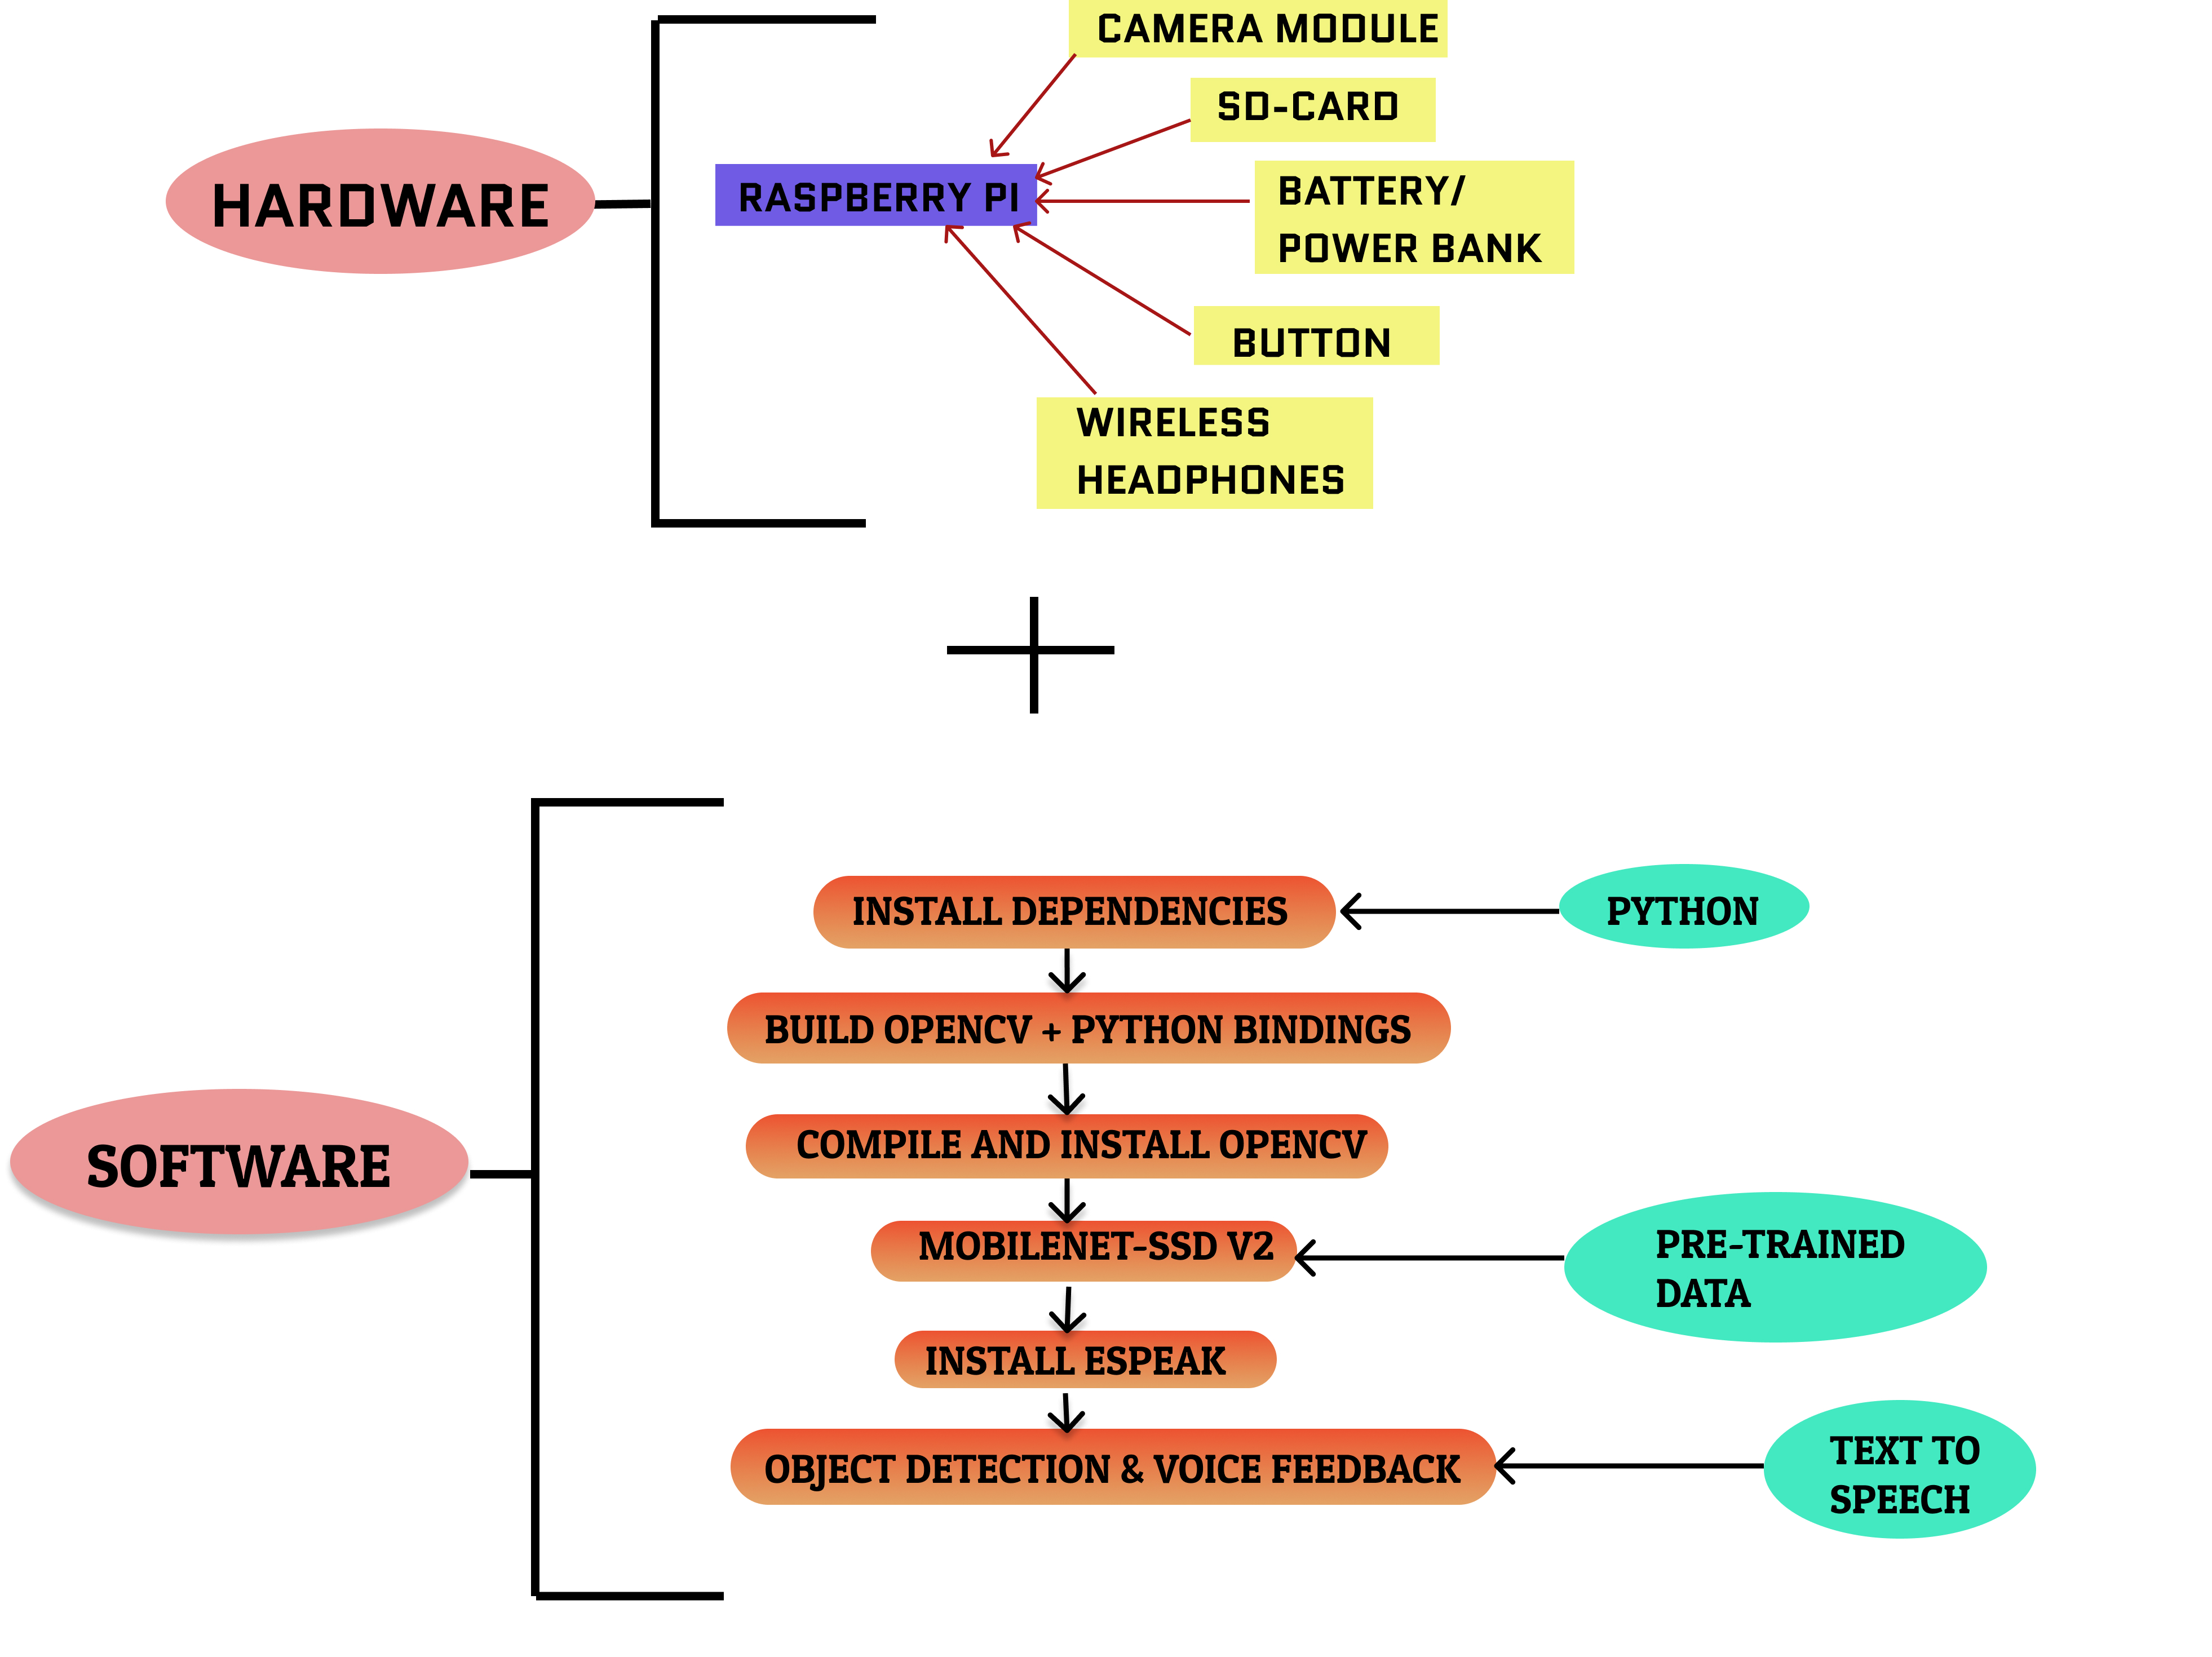 CAMERA MODULE
SD-CARD
HARDWARE
RASPBERRY PI
BATTERY/
POWER BANK
BUTTON
WIRELESS
HEADPHONES
INSTALL DEPENDENCIES
PYTHON
BUILD OPENCV + PYTHON BINDINGS
SOFTWARE
COMPILE AND INSTALL OPENCV
MOBILENET-SSD V2
PRE-TRAINED
DATA
INSTALL ESPEAK
OBJECT DETECTION & VOICE FEEDBACK
TEXT TO
SPEECH